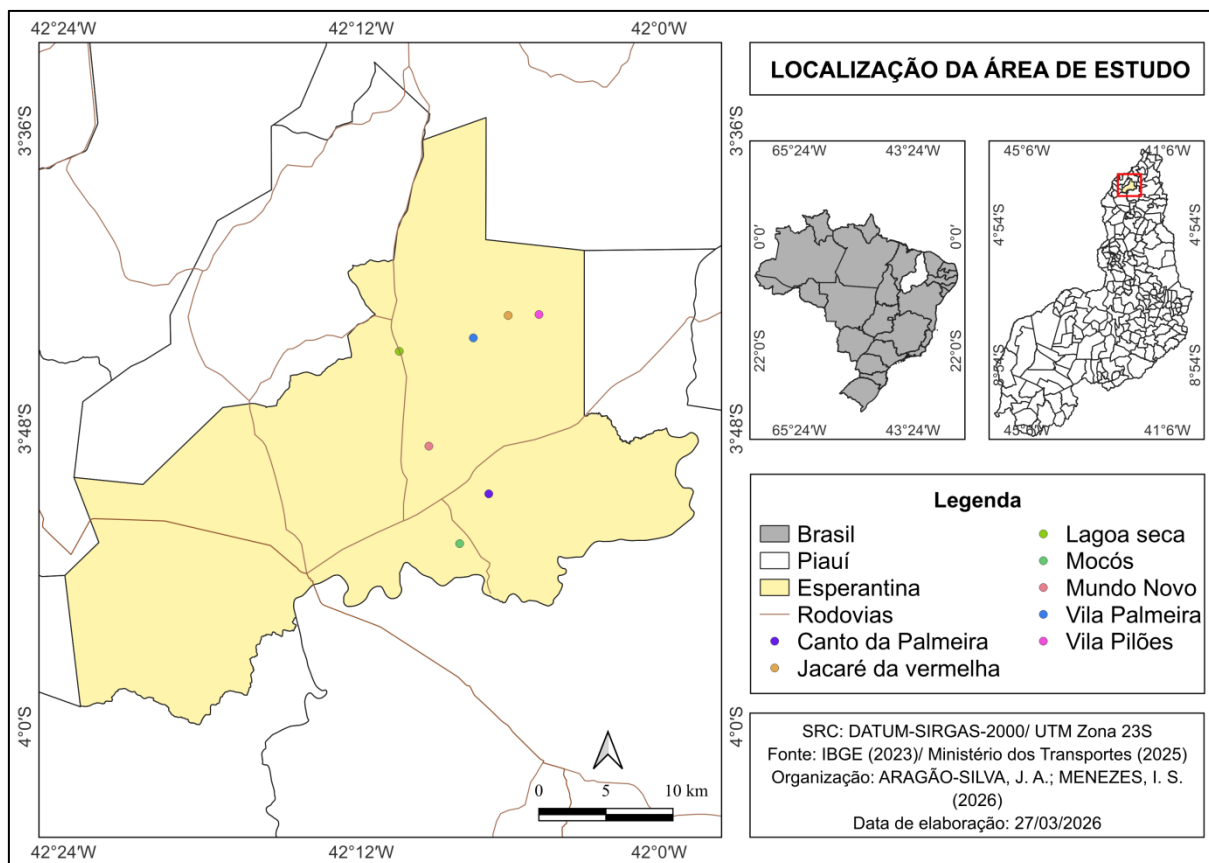 42°24'W 42°12'W 42°0'W
3°36'S
3°48'S
4°0'S
3°36'S
3°48'S
4°0'S
0 5 10 km
42°24'W 42°12'W 42°0'W
LOCALIZAÇÃO DA ÁREA DE ESTUDO
65°24'W 43°24'W
0°0'
22°0'S
0°0'
22°0'S
65°24'W 43°24'W
45°6'W 41°6'W
4°54'S
8°54'S
4°54'S
8°54'S
45°6'W 41°6'W
Legenda
Brasil
Piauí
Esperantina
Rodovias
Canto da Palmeira
Jacaré da vermelha
Lagoa seca
Mocós
Mundo Novo
Vila Palmeira
Vila Pilões
SRC: DATUM-SIRGAS-2000/ UTM Zona 23S
Fonte: IBGE (2023)/ Ministério dos Transportes (2025)
Organização: ARAGÃO-SILVA, J. A.; MENEZES, I. S.
(2026)
Data de elaboração: 27/03/2026